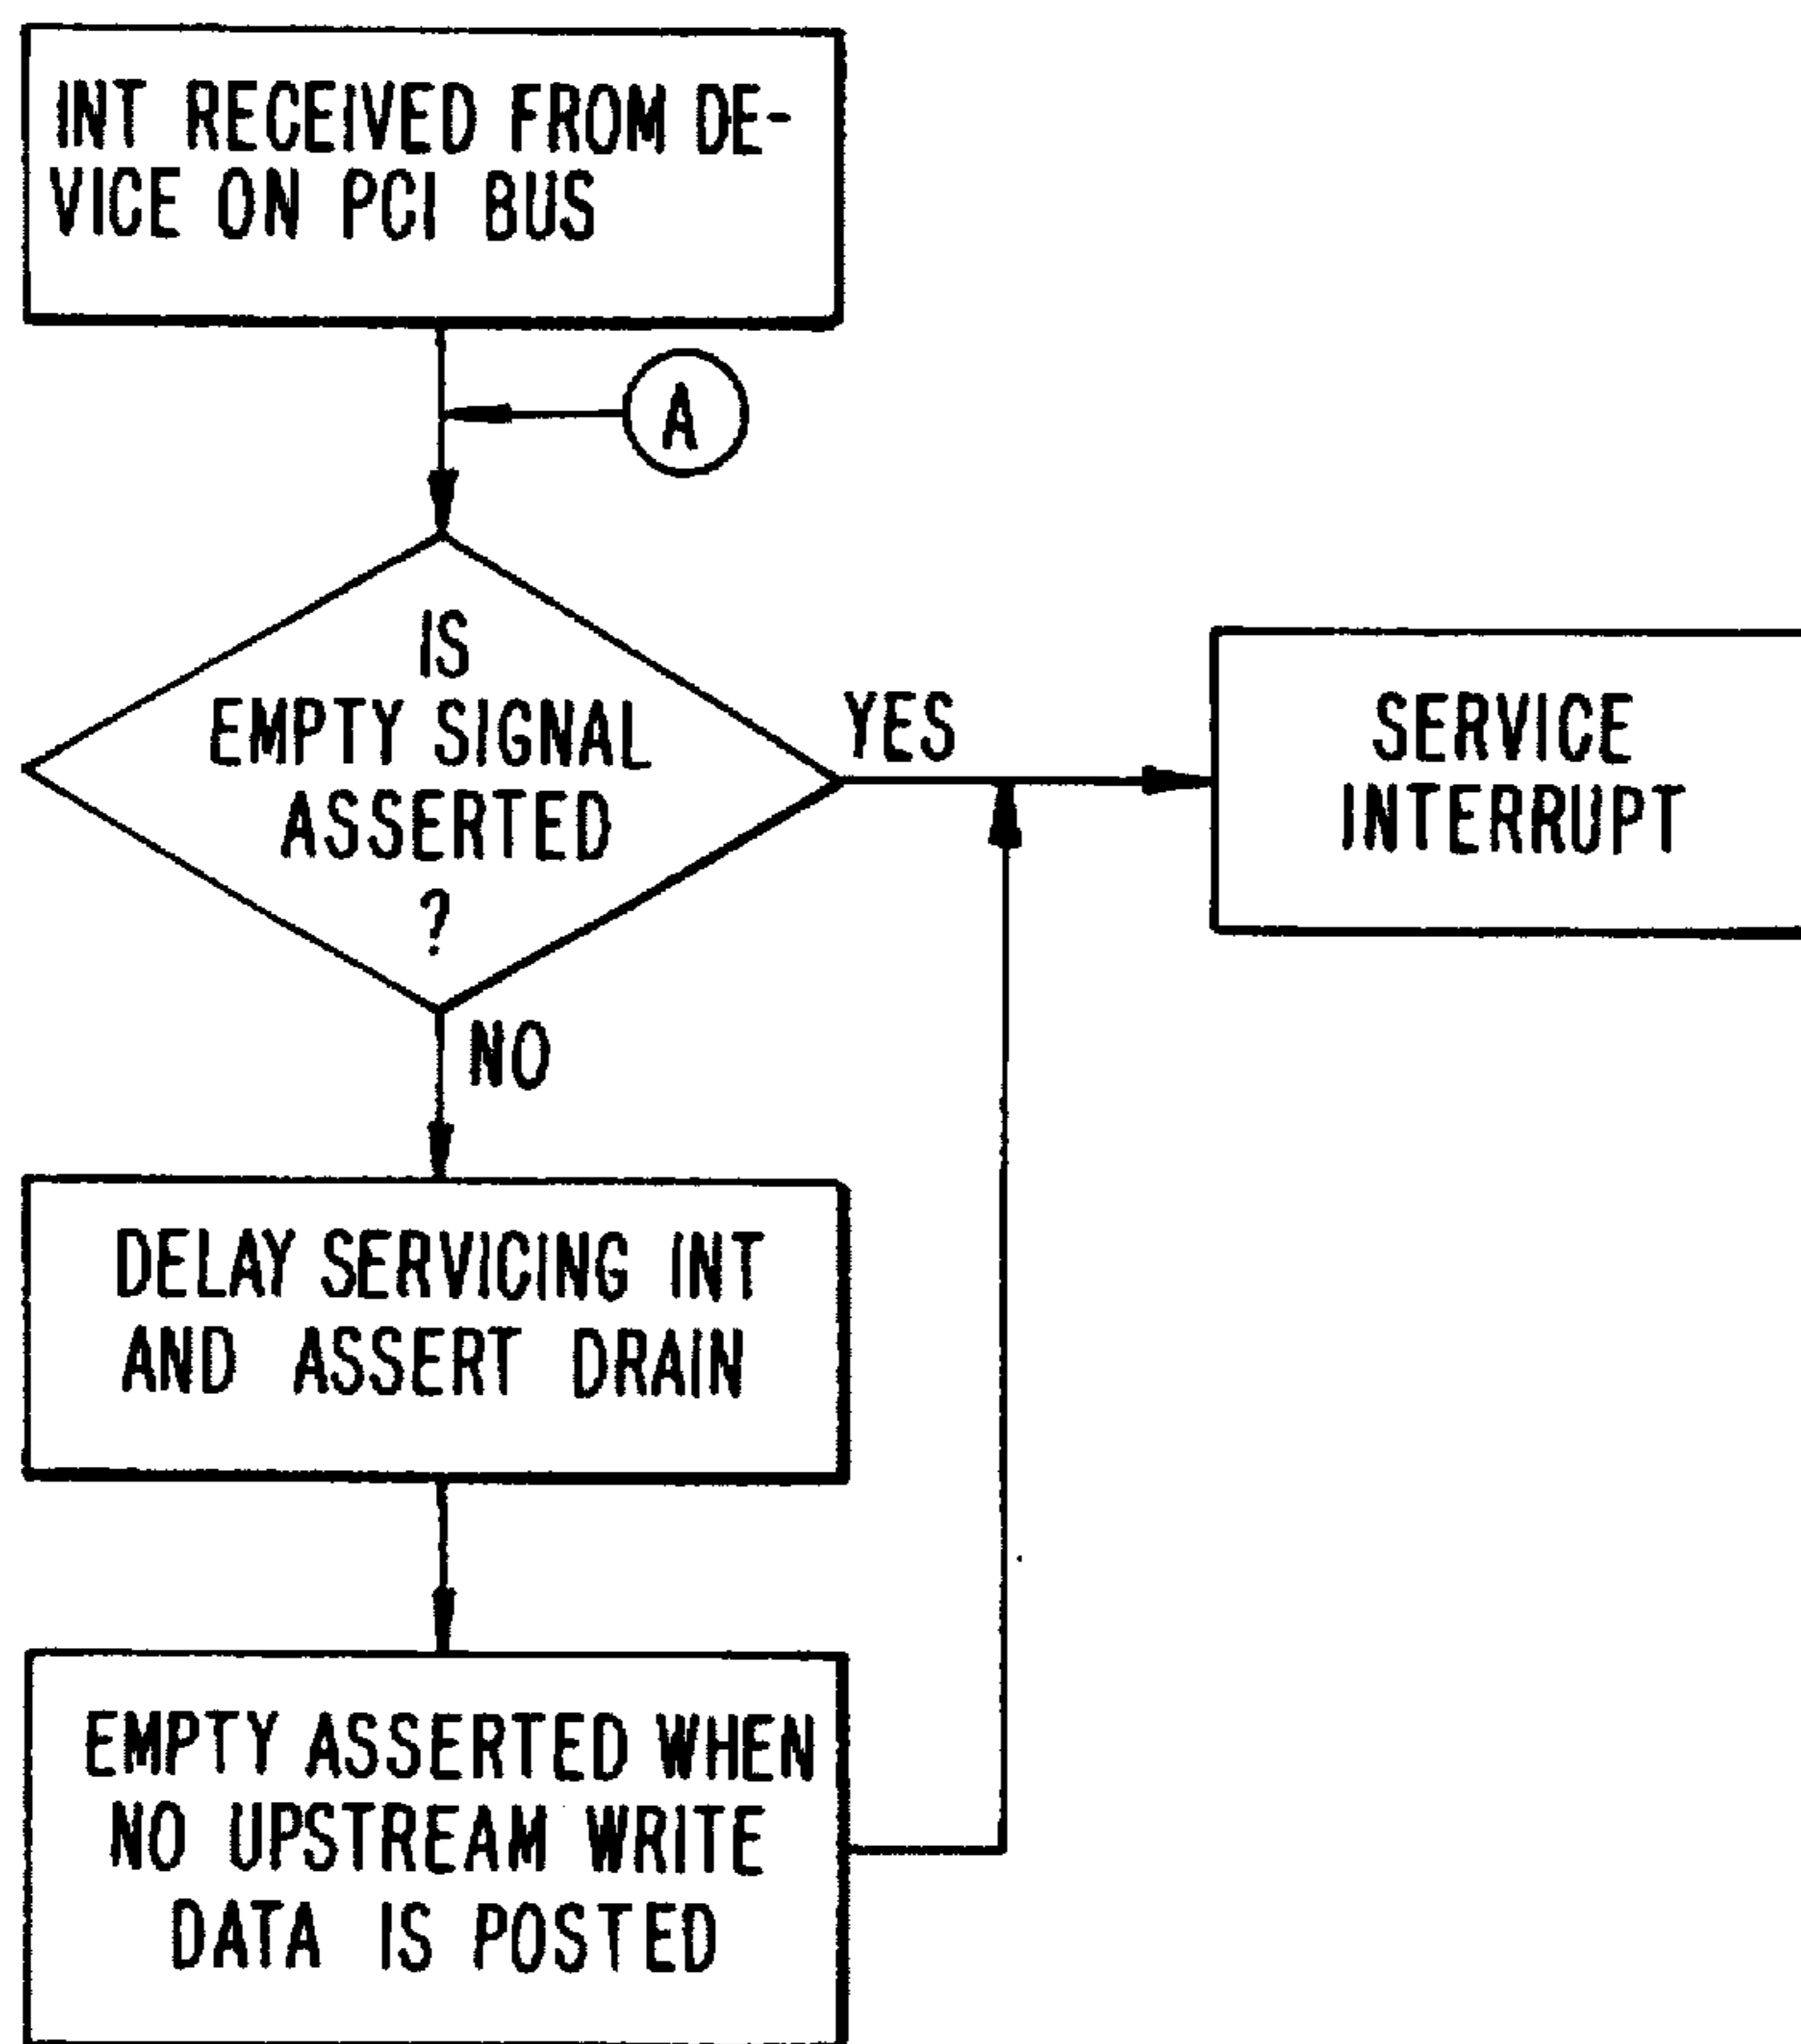 INT RECEIVED FROM DE-
VICE ON PCI BUS
A
IS
EMPTY SIGNAL
ASSERTED
?
YES
SERVICE
INTERRUPT
NO
DELAY SERVICING INT
AND ASSERT DRAIN
EMPTY ASSERTED WHEN
NO UPSTREAM WRITE
DATA IS POSTED